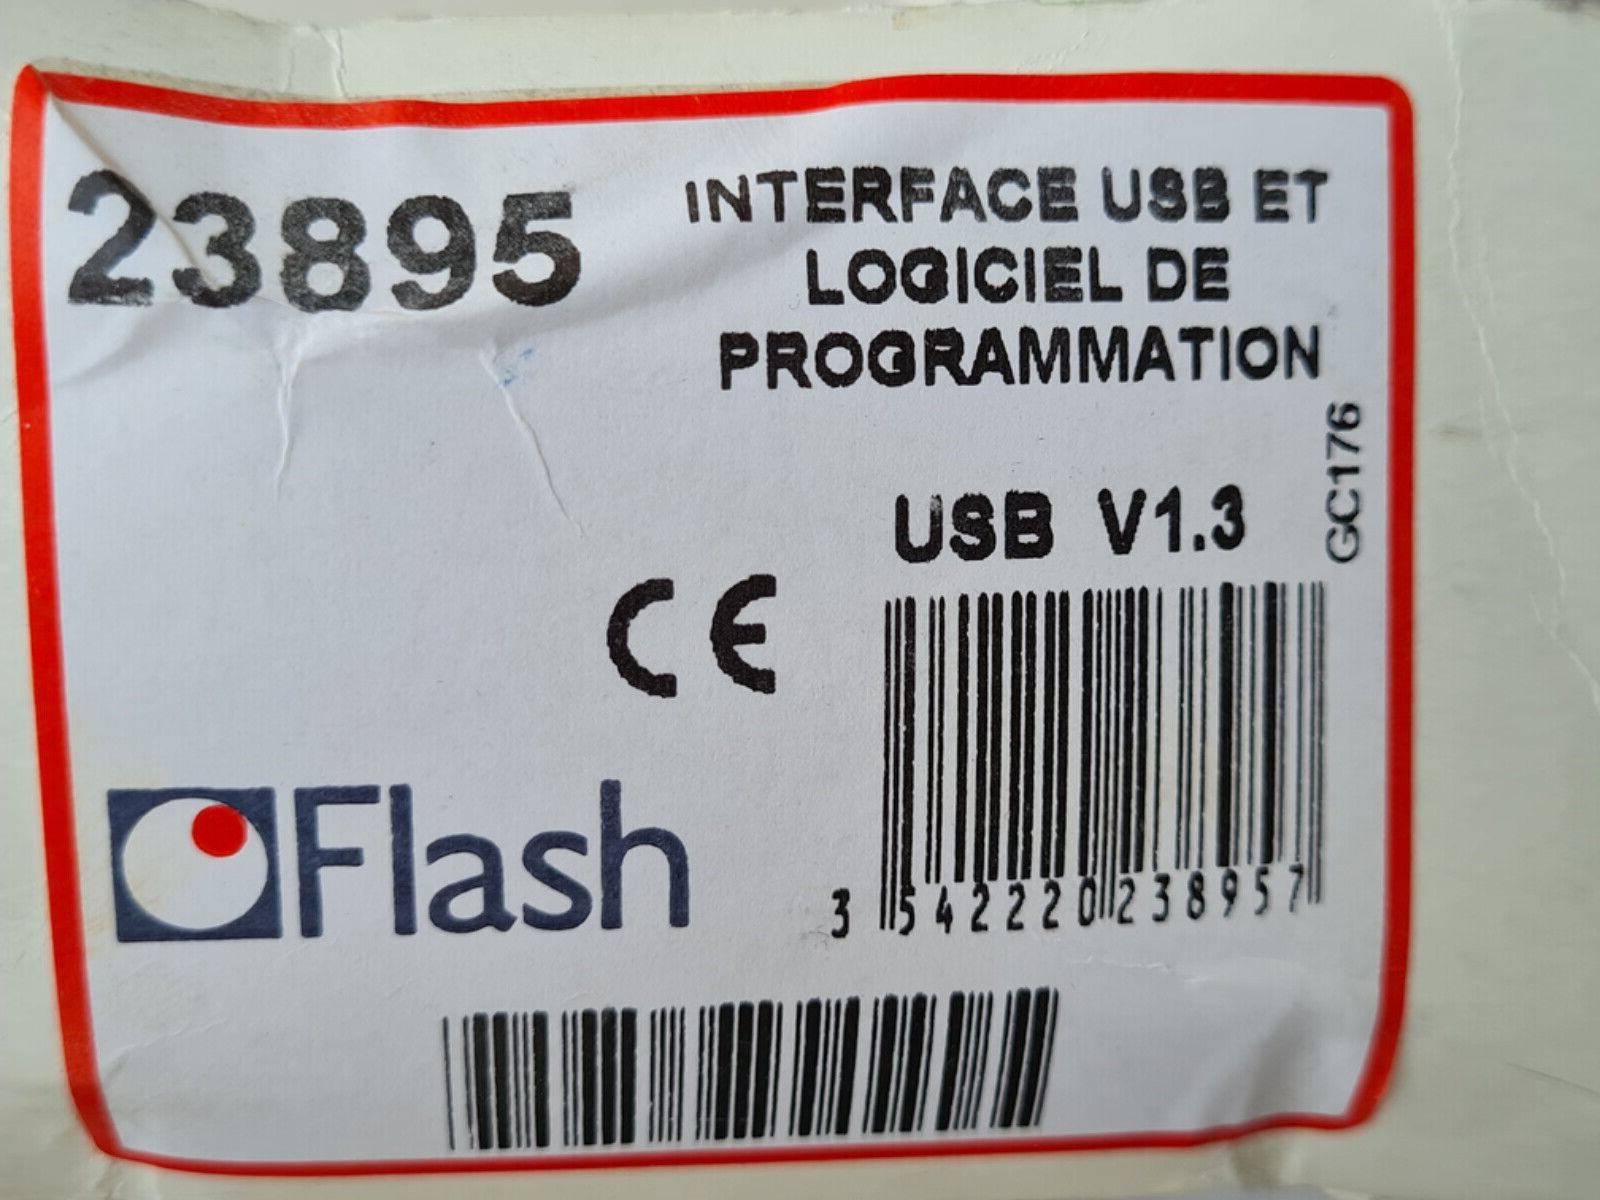 23895
INTERFACE USB ET
LOGICIEL DE
PROGRAMMATION
GC176
USB V1.3
CE
3 542220 238957
Flash